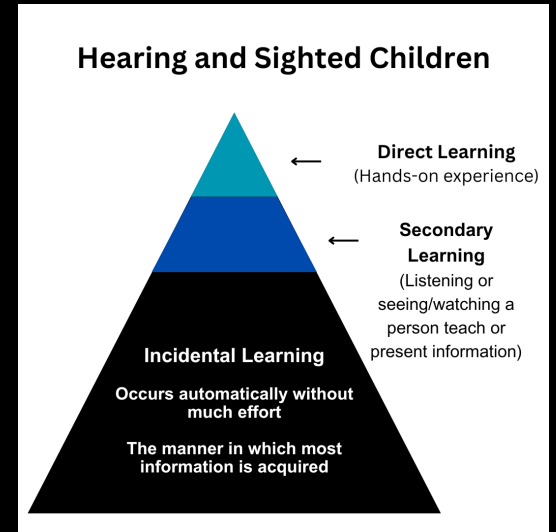 Hearing and Sighted Children
Direct Learning
(Hands-on experience)
Secondary
Learning
(Listening or
seeing/watching a
person teach or
present information)
Incidental Learning
Occurs automatically without
much effort
The manner in which most
information is acquired